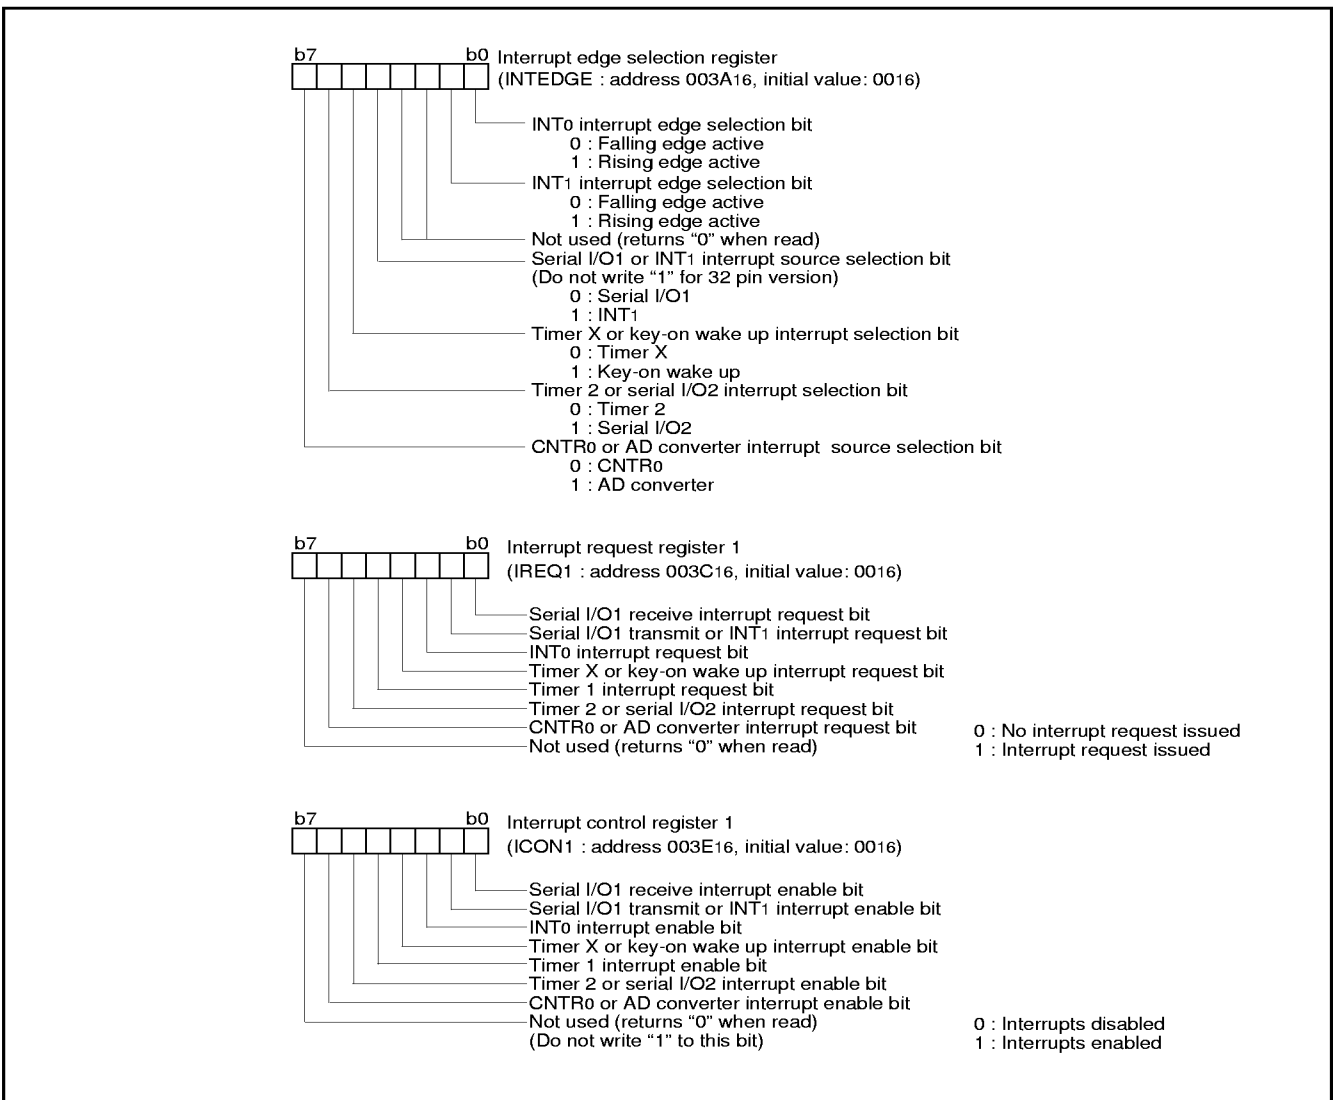 b7 b0 Interrupt edge selection register
(INTEDGE : address 003A16, initial value: 0016)
INT0 interrupt edge selection bit
0 : Falling edge active
1 : Rising edge active
INT1 interrupt edge selection bit
0 : Falling edge active
1 : Rising edge active
Not used (returns “0” when read)
Serial I/O1 or INT1 interrupt source selection bit
(Do not write “1” for 32 pin version)
0 : Serial I/O1
1 : INT1
Timer X or key-on wake up interrupt selection bit
0 : Timer X
1 : Key-on wake up
Timer 2 or serial I/O2 interrupt selection bit
0 : Timer 2
1 : Serial I/O2
CNTR0 or AD converter interrupt source selection bit
0 : CNTR0
1 : AD converter
b7 b0 Interrupt request register 1
(IREQ1 : address 003C16, initial value: 0016)
Serial I/O1 receive interrupt request bit
Serial I/O1 transmit or INT1 interrupt request bit
INT0 interrupt request bit
Timer X or key-on wake up interrupt request bit
Timer 1 interrupt request bit
Timer 2 or serial I/O2 interrupt request bit
CNTR0 or AD converter interrupt request bit 0 : No interrupt request issued
Not used (returns “0” when read) 1 : Interrupt request issued
b7 b0 Interrupt control register 1
(ICON1 : address 003E16, initial value: 0016)
Serial I/O1 receive interrupt enable bit
Serial I/O1 transmit or INT1 interrupt enable bit
INT0 interrupt enable bit
Timer X or key-on wake up interrupt enable bit
Timer 1 interrupt enable bit
Timer 2 or serial I/O2 interrupt enable bit
CNTR0 or AD converter interrupt enable bit
Not used (returns “0” when read) 0 : Interrupts disabled
(Do not write “1” to this bit) 1 : Interrupts enabled